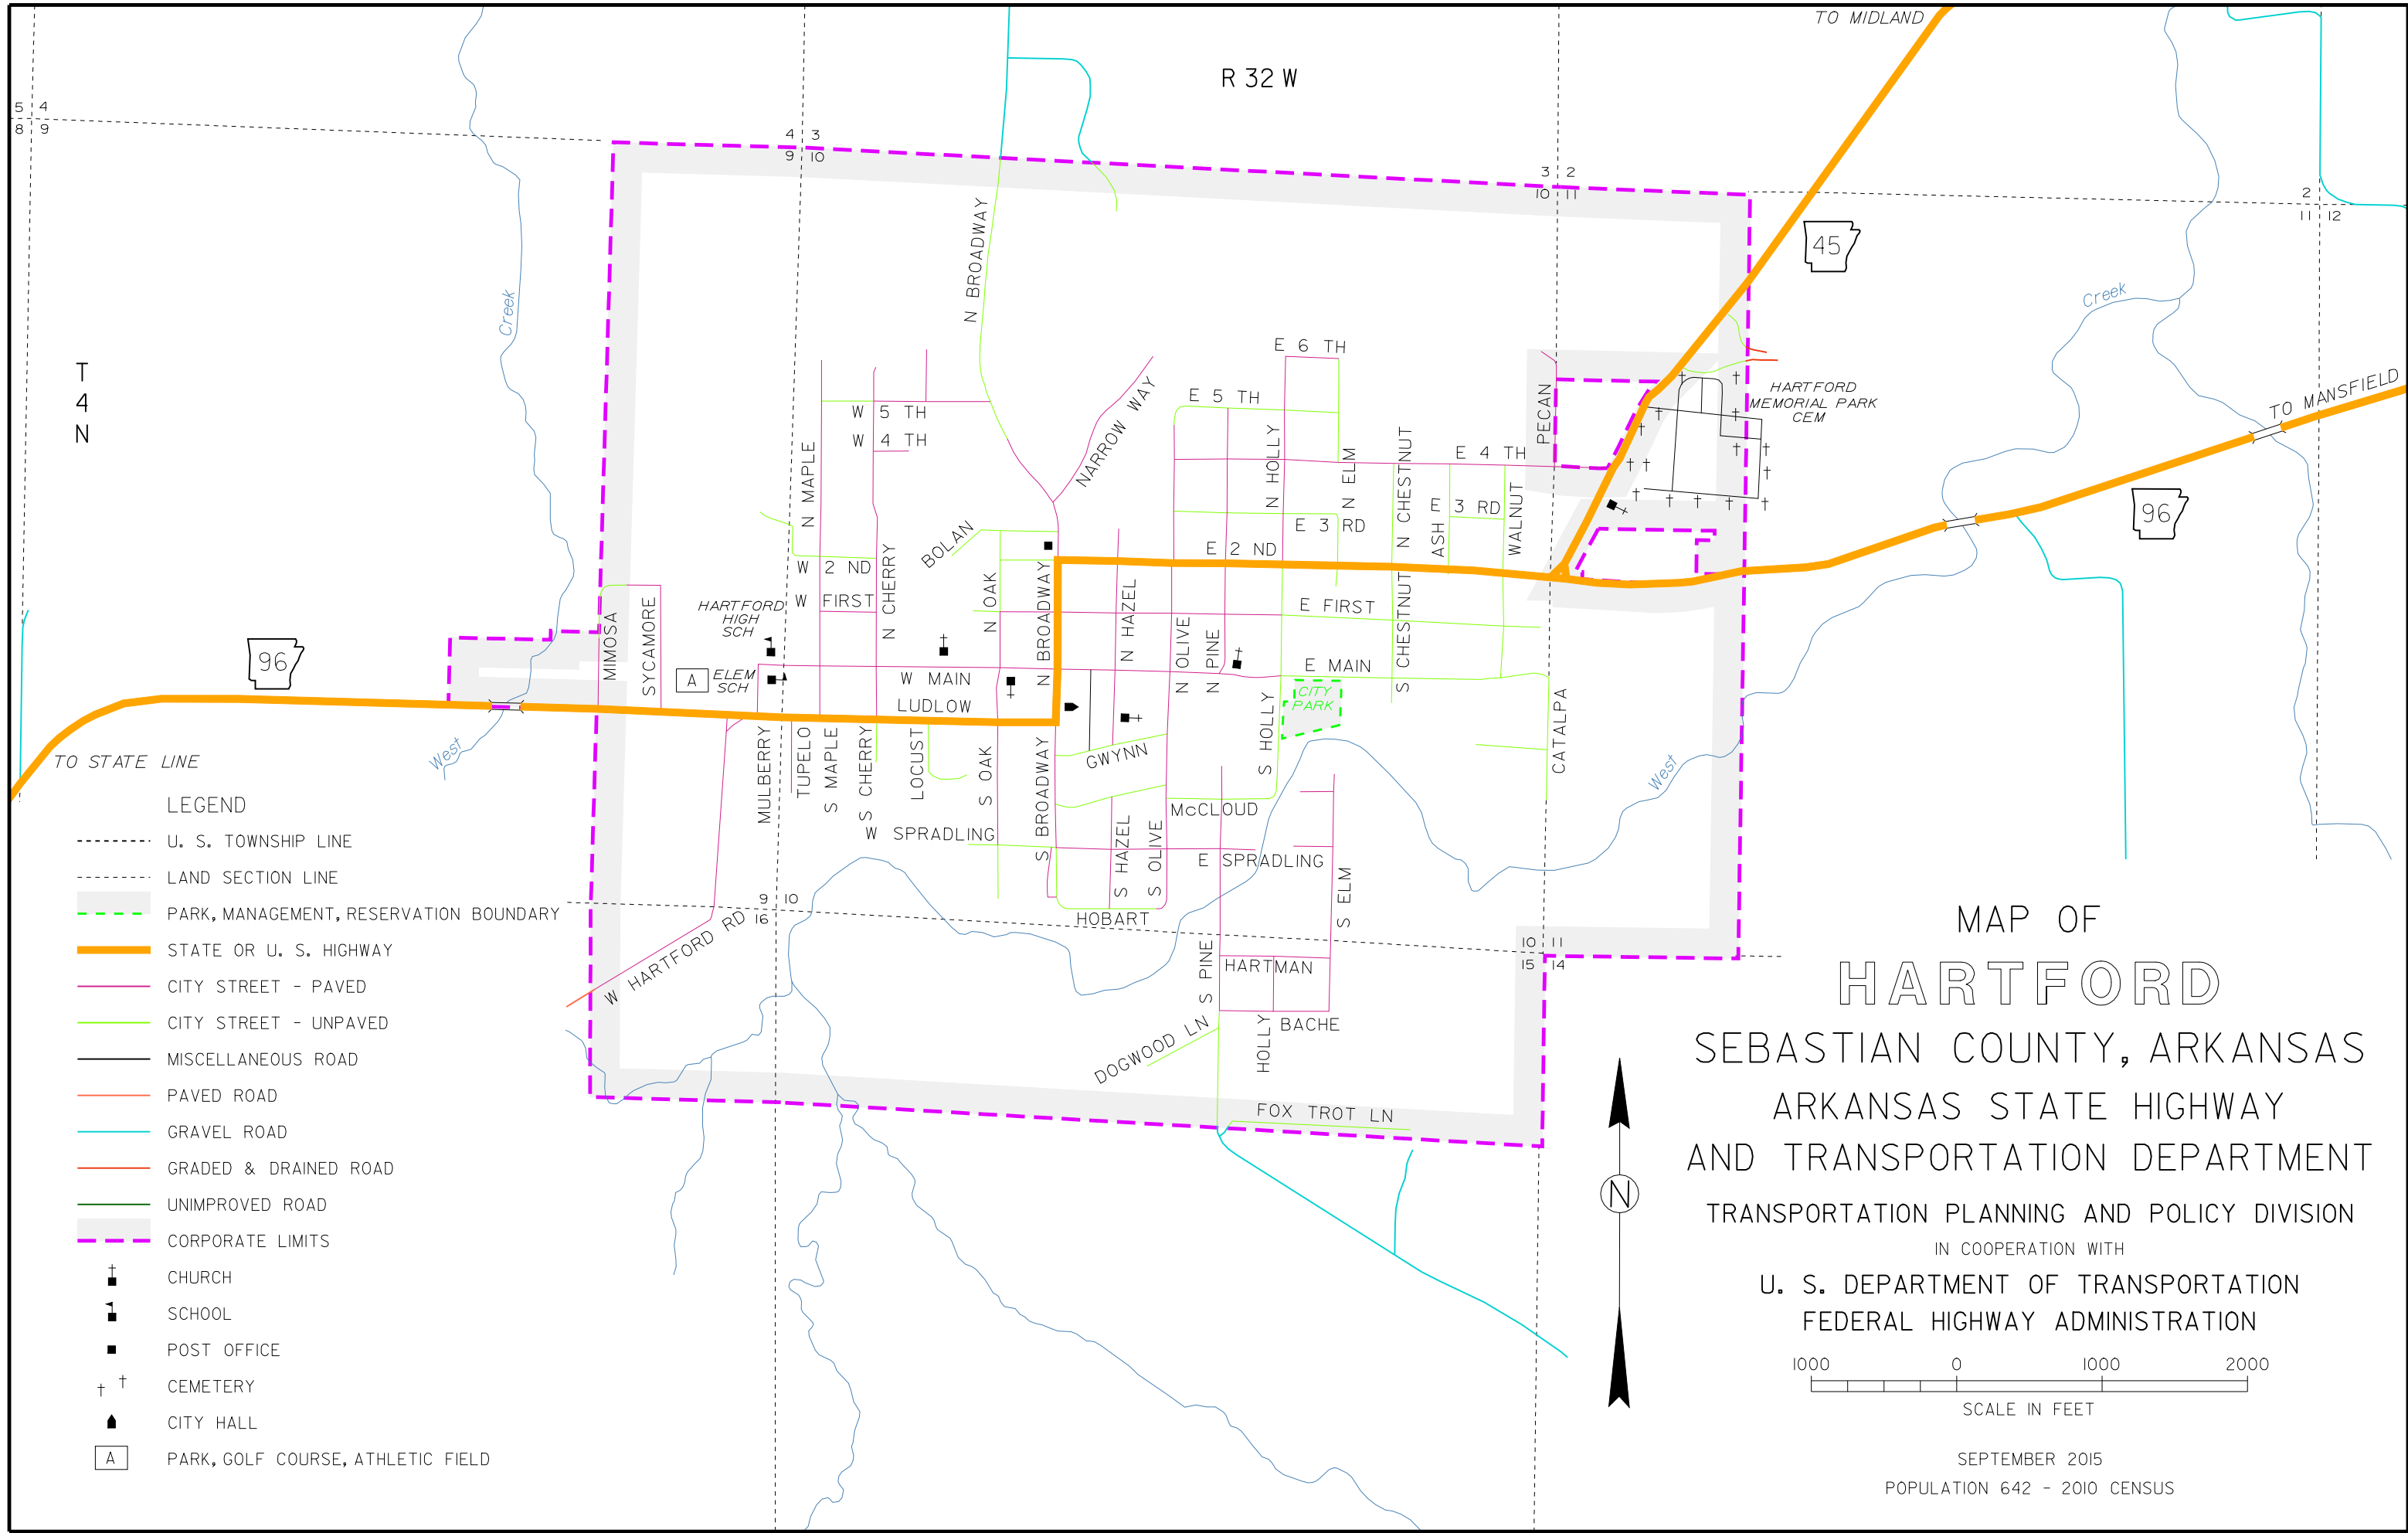 TO MIDLAND
R 32 W
5 4
8 9
4 3
9 10
3 2
10 11
2
11 12
45
N BROADWAY
Creek
Creek
T
4
N
E 6 TH
NARROW WAY
E 5 TH
W 5 TH
W 4 TH
PECAN
HARTFORD
MEMORIAL PARK
CEM
TO MANSFIELD
N MAPLE
N HOLLY
N ELM
N CHESTNUT
E 4 TH
E 3 RD
E 3 RD
ASH
WALNUT
96
BOLAN
E 2 ND
W 2 ND
W FIRST
N CHERRY
N OAK
N BROADWAY
N HAZEL
E FIRST
HARTFORD
HIGH
SCH
MIMOSA
SYCAMORE
96
A
ELEM
SCH
W MAIN
LUDLOW
N OLIVE
N PINE
E MAIN
S CHESTNUT
CITY
PARK
S HOLLY
CATALPA
West
West
TO STATE LINE
MULBERRY
TUPELO
S MAPLE
S CHERRY
LOCUST
S OAK
S BROADWAY
GWYNN
McCLOUD
W SPRADLING
S HAZEL
S OLIVE
E SPRADLING
S ELM
HOBART
9 10
16
W HARTFORD RD
S PINE
HARTMAN
10 11
15 14
HOLLY
BACHE
DOGWOOD LN
FOX TROT LN
LEGEND
U. S. TOWNSHIP LINE
LAND SECTION LINE
PARK, MANAGEMENT, RESERVATION BOUNDARY
STATE OR U. S. HIGHWAY
CITY STREET - PAVED
CITY STREET - UNPAVED
MISCELLANEOUS ROAD
PAVED ROAD
GRAVEL ROAD
GRADED & DRAINED ROAD
UNIMPROVED ROAD
CORPORATE LIMITS
CHURCH
SCHOOL
POST OFFICE
CEMETERY
CITY HALL
A PARK, GOLF COURSE, ATHLETIC FIELD
MAP OF
HARTFORD
SEBASTIAN COUNTY, ARKANSAS
ARKANSAS STATE HIGHWAY
AND TRANSPORTATION DEPARTMENT
TRANSPORTATION PLANNING AND POLICY DIVISION
IN COOPERATION WITH
U. S. DEPARTMENT OF TRANSPORTATION
FEDERAL HIGHWAY ADMINISTRATION
N
1000 0 1000 2000
SCALE IN FEET
SEPTEMBER 2015
POPULATION 642 - 2010 CENSUS